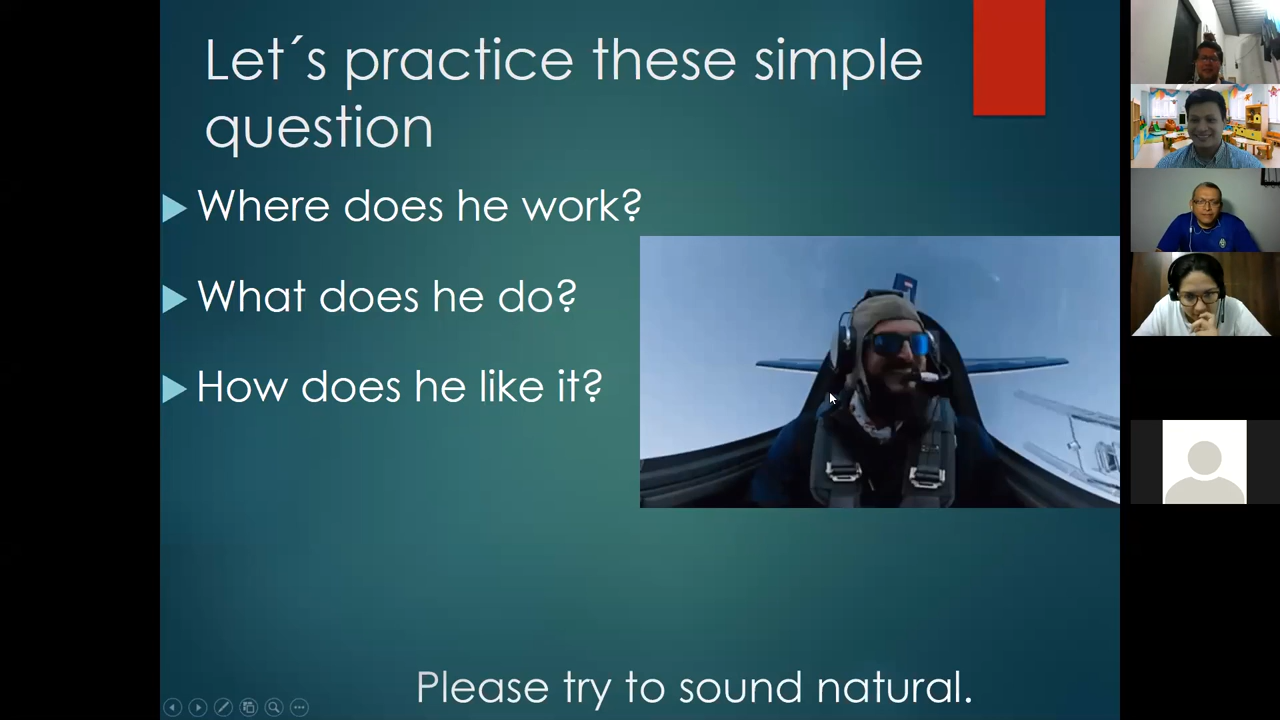 Let´s practice these simple
question
Where does he work?
What does he do?
How does he like it?
Please try to sound natural.